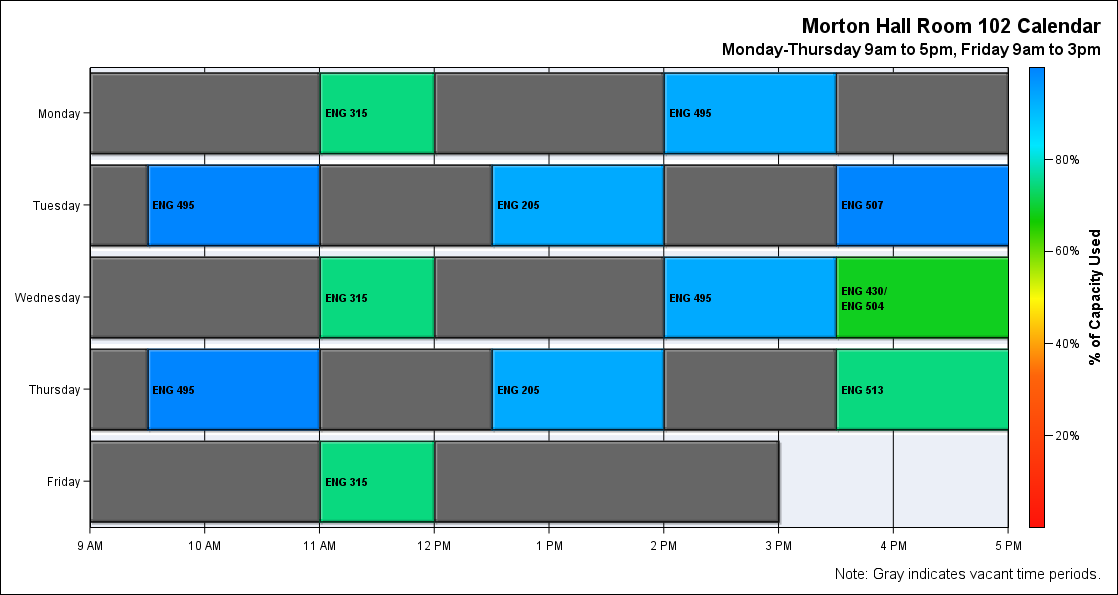 Morton Hall Room 102 Calendar
Monday-Thursday 9am to 5pm, Friday 9am to 3pm
Monday
ENG 315
ENG 495
Tuesday
ENG 495
ENG 205
ENG 507
Wednesday
ENG 315
ENG 495
ENG 430/
ENG 504
Thursday
ENG 495
ENG 205
ENG 513
Friday
ENG 315
9 AM
10 AM
11 AM
12 PM
1 PM
2 PM
3 PM
4 PM
5 PM
80%
60%
40%
20%
% of Capacity Used
Note: Gray indicates vacant time periods.